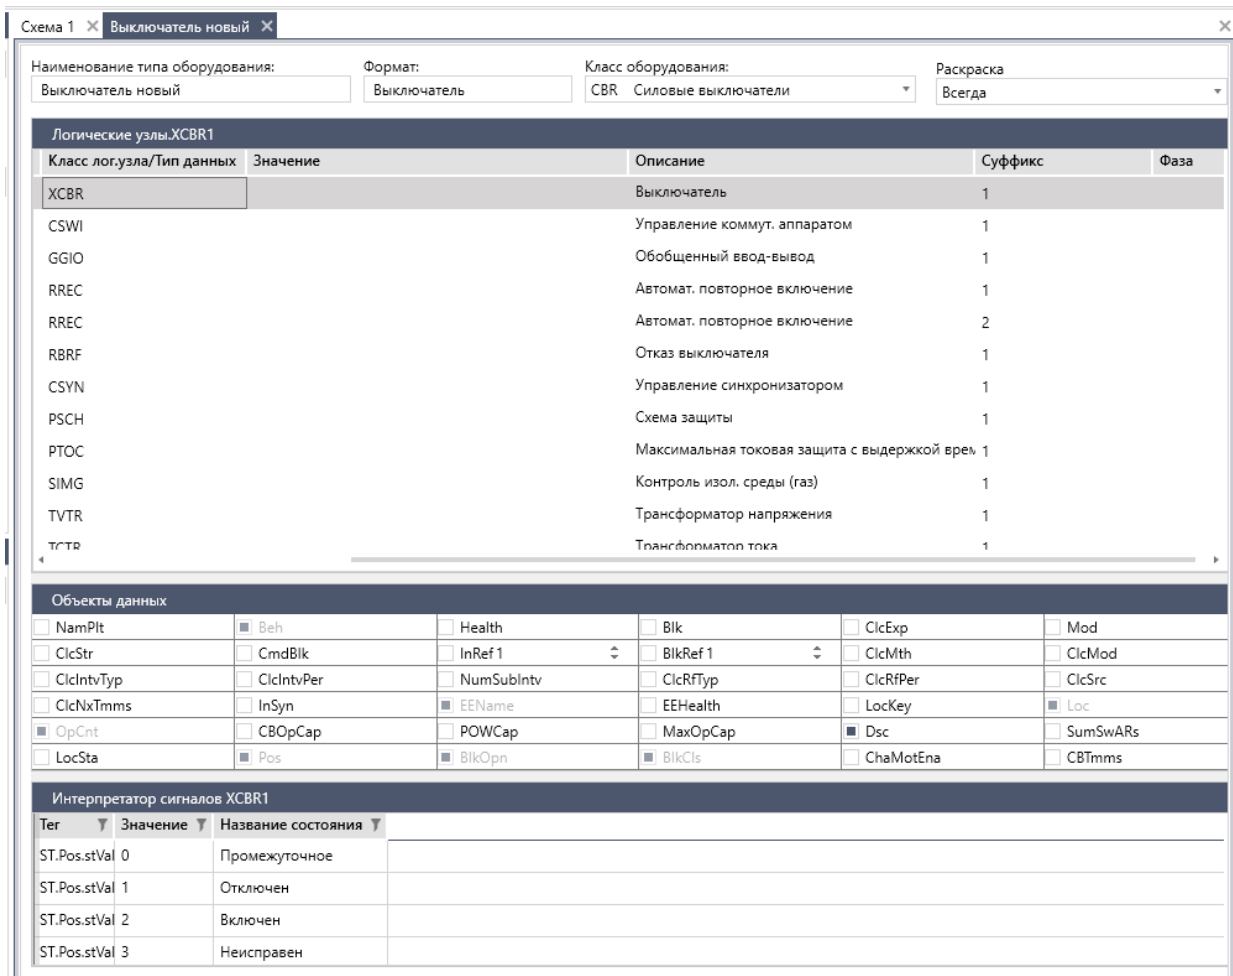 Схема 1 Выключатель новый
Наименование типа оборудования: Формат: Класс оборудования: Раскраска
Выключатель новый Выключатель CBR Силовые выключатели Всегда
Логические узлы.XCBR1
Класс лог.узла/Тип данных Значение Описание Суффикс Фаза
XCBR Выключатель 1
CSWI Управление коммут. аппаратом 1
GGIO Обобщенный ввод-вывод 1
RREC Автомат. повторное включение 1
RREC Автомат. повторное включение 2
RBRF Отказ выключателя 1
CSYN Управление синхронизатором 1
PSCH Схема защиты 1
PTOC Максимальная токовая защита с выдержкой врем 1
SIMG Контроль изол. среды (газ) 1
TVTR Трансформатор напряжения 1
TCTR Трансформатор тока 1
Объекты данных
NamPlt Beh Health Blk ClcExp Mod
ClcStr CmdBlk InRef 1 BlkRef 1 ClcMth ClcMod
ClcIntvTyp ClcIntvPer NumSubIntv ClcRfTyp ClcRfPer ClcSrc
ClcNxTmms InSyn EEName EEHealth LocKey Loc
OpCnt CBOpCap POWCap MaxOpCap Dsc SumSwARs
LocSta Pos BlkOpn BlkCls ChaMotEna CBTmms
Интерпретатор сигналов XCBR1
Тег Значение Название состояния
ST.Pos.stVal 0 Промежуточное
ST.Pos.stVal 1 Отключен
ST.Pos.stVal 2 Включен
ST.Pos.stVal 3 Неисправен